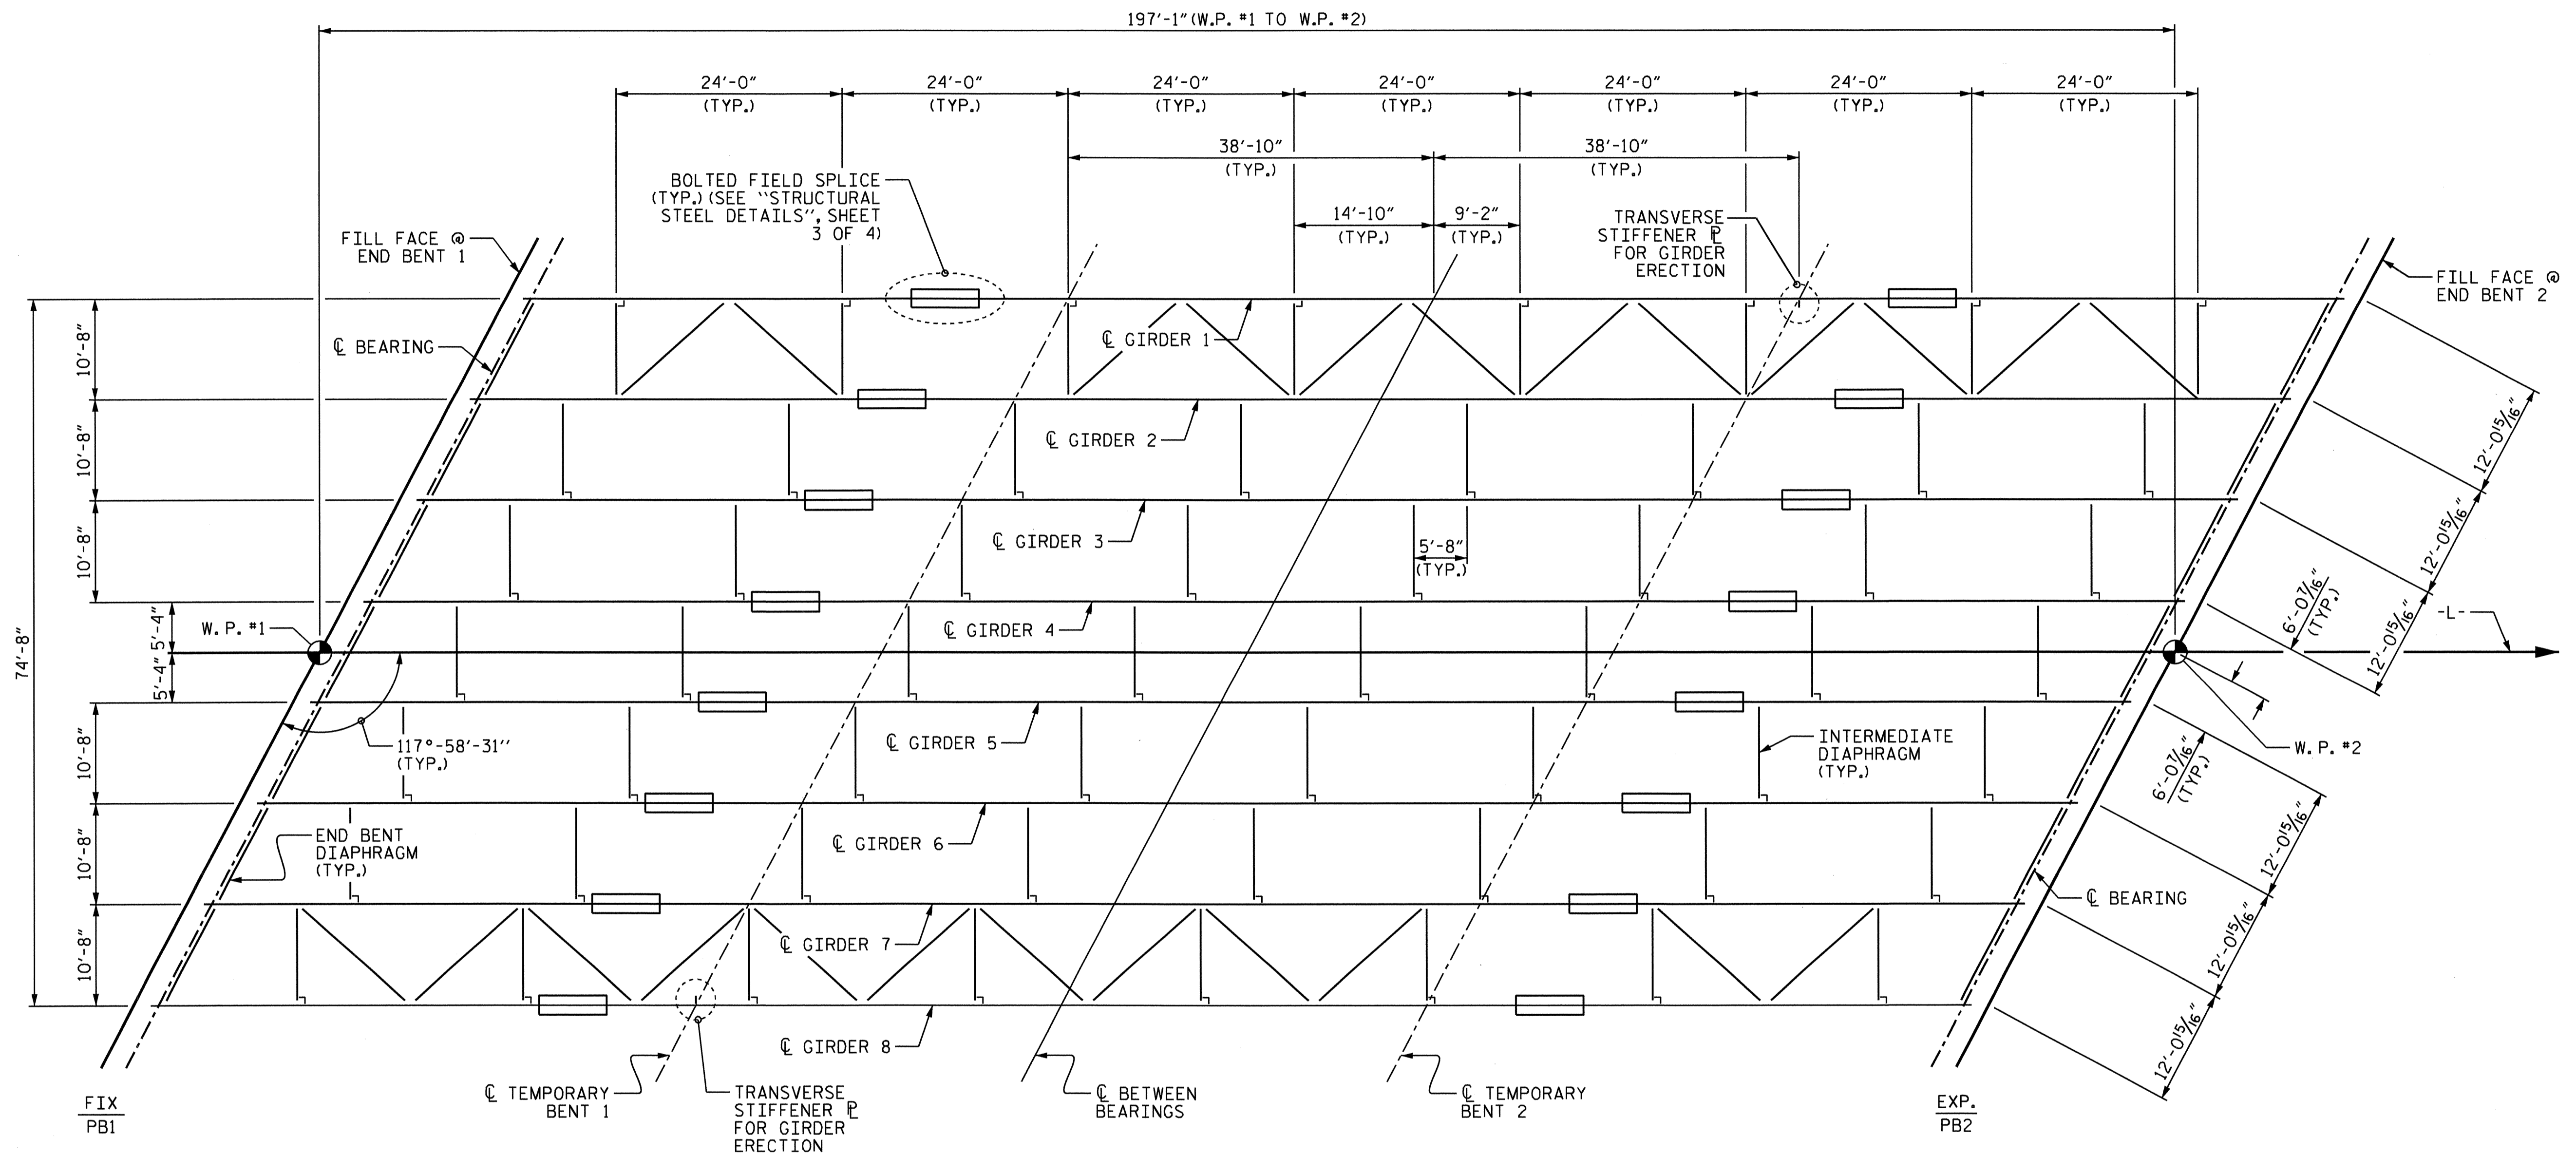 197'-1" (W.P. #1 TO W.P. #2)
24'-0"
(TYP.)
24'-0"
(TYP.)
24'-0"
(TYP.)
24'-0"
(TYP.)
24'-0"
(TYP.)
24'-0"
(TYP.)
24'-0"
(TYP.)
38'-10"
(TYP.)
38'-10"
(TYP.)
14'-10"
(TYP.)
9'-2"
(TYP.)
BOLTED FIELD SPLICE
(TYP.) (SEE ``STRUCTURAL
STEEL DETAILS'', SHEET
3 OF 4)
TRANSVERSE
STIFFENER ⅊
FOR GIRDER
ERECTION
FILL FACE @
END BENT 1
FILL FACE @
END BENT 2
℄ BEARING
℄ GIRDER 1
℄ GIRDER 2
℄ GIRDER 3
℄ GIRDER 4
℄ GIRDER 5
℄ GIRDER 6
℄ GIRDER 7
℄ GIRDER 8
74'-8"
10'-8"
10'-8"
10'-8"
5'-4"
5'-4"
10'-8"
10'-8"
10'-8"
5'-8"
(TYP.)
W.P. #1
117°-58'-31''
(TYP.)
END BENT
DIAPHRAGM
(TYP.)
INTERMEDIATE
DIAPHRAGM
(TYP.)
-L-
W.P. #2
12'-0 15/16"
12'-0 15/16"
12'-0 15/16"
6'-0 7/16"
(TYP.)
6'-0 7/16"
(TYP.)
12'-0 15/16"
12'-0 15/16"
12'-0 15/16"
℄ BEARING
℄ TEMPORARY
BENT 1
TRANSVERSE
STIFFENER ⅊
FOR GIRDER
ERECTION
℄ BETWEEN
BEARINGS
℄ TEMPORARY
BENT 2
FIX
PB1
EXP.
PB2